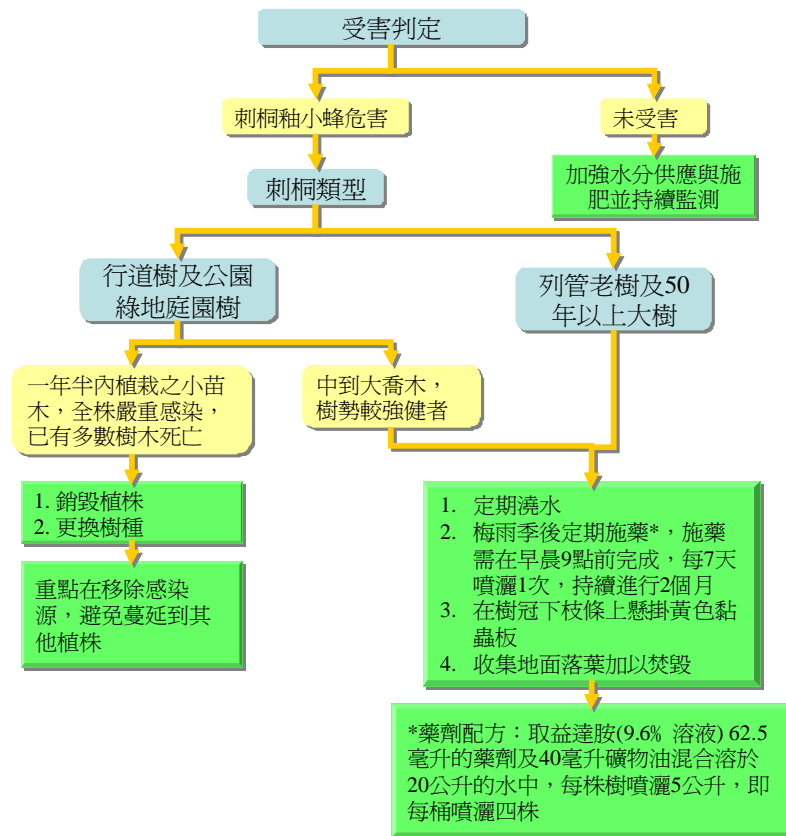 受害判定
刺桐釉小蜂危害
未受害
刺桐類型
加強水分供應與施
肥並持續監測
行道樹及公園
綠地庭園樹
列管老樹及50
年以上大樹
一年半內植栽之小苗
木，全株嚴重感染，
已有多數樹木死亡
中到大喬木，
樹勢較強健者
1. 銷毀植株
2. 更換樹種
重點在移除感染
源，避免蔓延到其
他植株
1. 定期澆水
2. 梅雨季後定期施藥*，施藥
需在早晨9點前完成，每7天
噴灑1次，持續進行2個月
3. 在樹冠下枝條上懸掛黃色黏
蟲板
4. 收集地面落葉加以焚毀
*藥劑配方：取益達胺(9.6% 溶液) 62.5
毫升的藥劑及40毫升礦物油混合溶於
20公升的水中，每株樹噴灑5公升，即
每桶噴灑四株